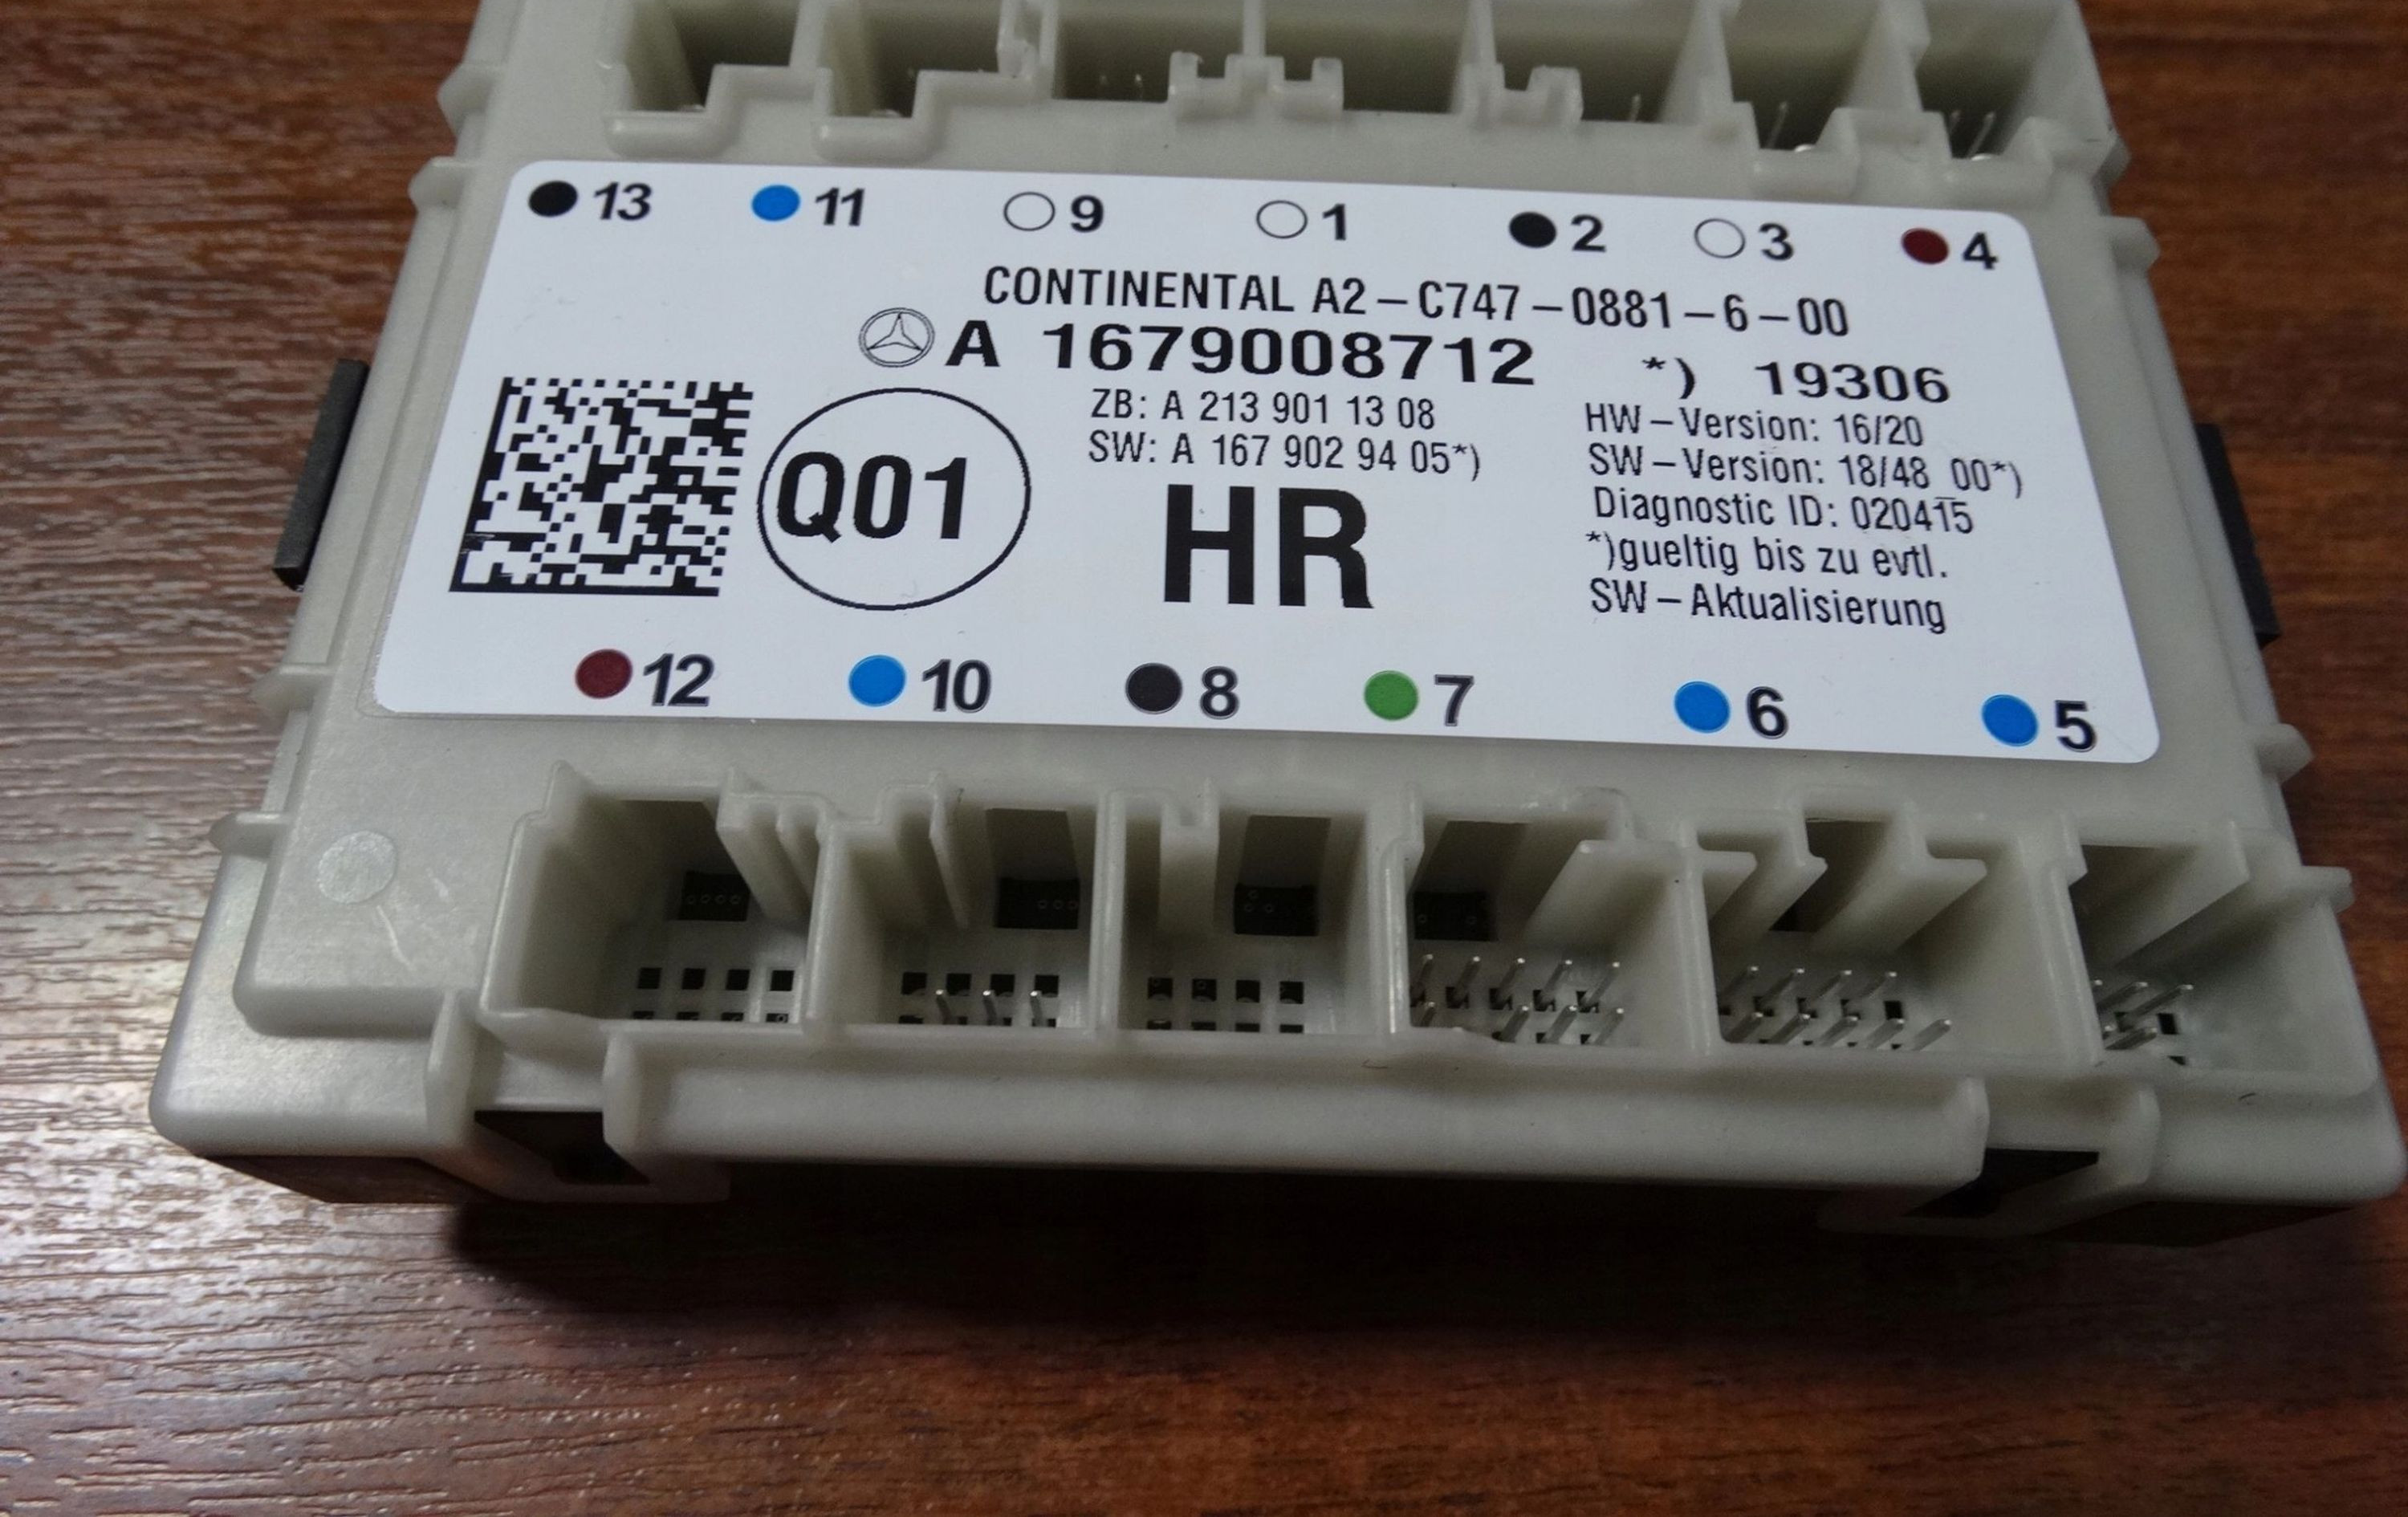 13 11 9 1 2 3 4
CONTINENTAL A2-C747-0881-6-00
A 1679008712 *) 19306
ZB: A 213 901 13 08
SW: A 167 902 94 05*)
Q01
HR
HW-Version: 16/20
SW-Version: 18/48 00*)
Diagnostic ID: 020415
*)gueltig bis zu evtl.
SW-Aktualisierung
12 10 8 7 6 5